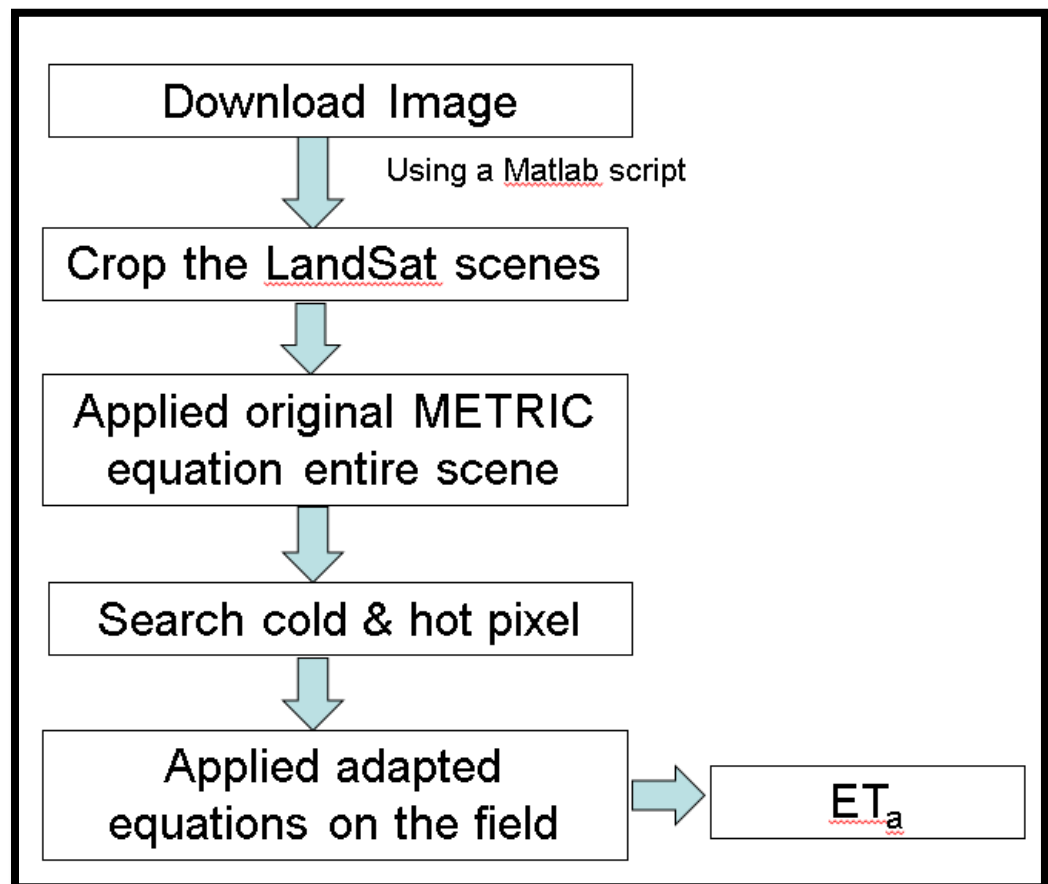 Download Image
Using a Matlab script
Crop the LandSat scenes
Applied original METRIC
equation entire scene
Search cold & hot pixel
Applied adapted
equations on the field
ETa